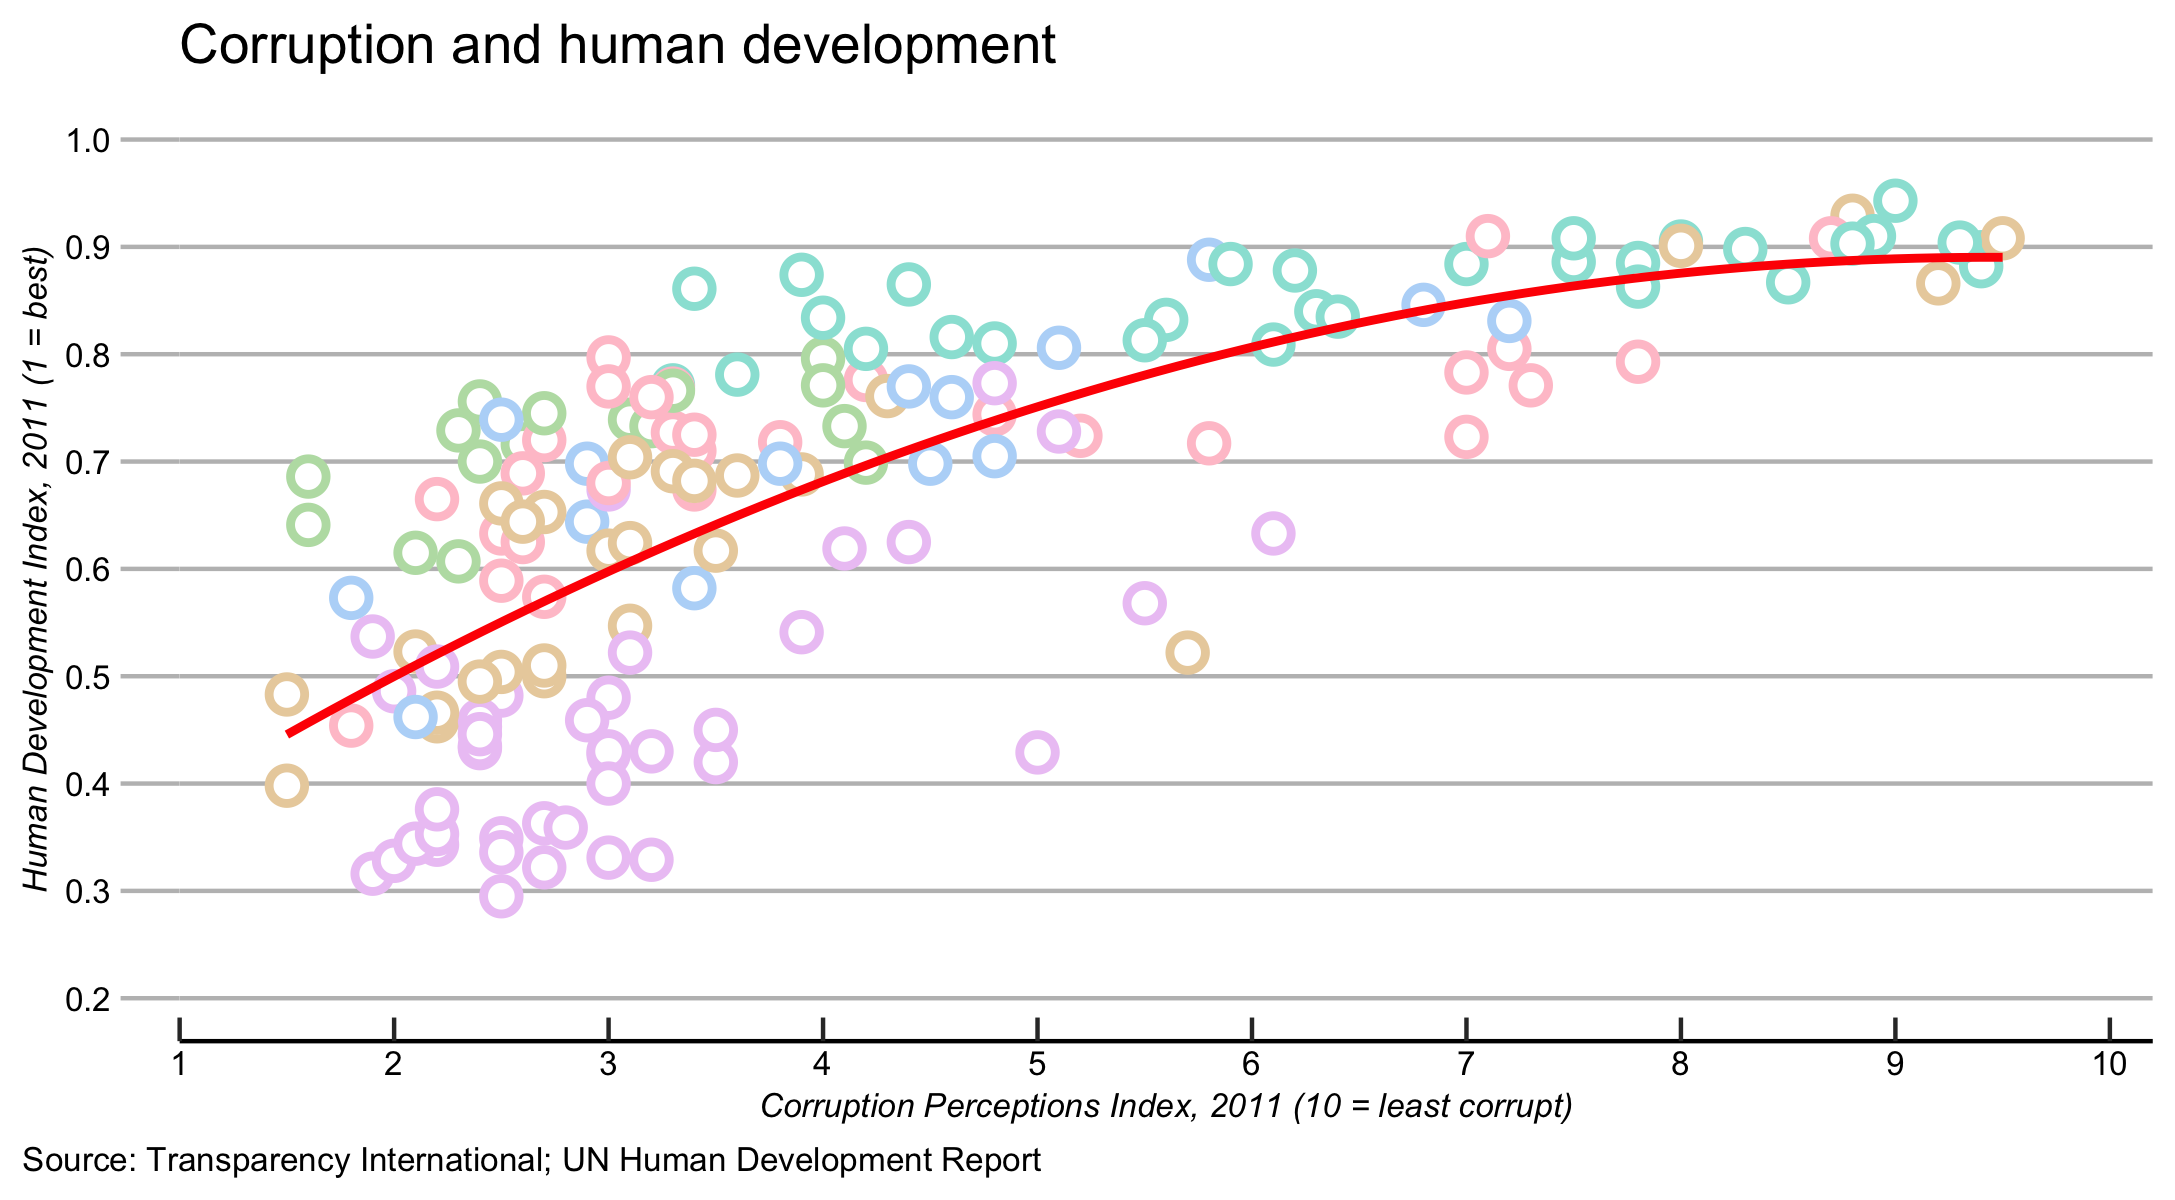 Corruption and human development
Human Development Index, 2011 (1 = best)
1.0
0.9
0.8
0.7
0.6
0.5
0.4
0.3
0.2
1 2 3 4 5 6 7 8 9 10
Corruption Perceptions Index, 2011 (10 = least corrupt)
Source: Transparency International; UN Human Development Report